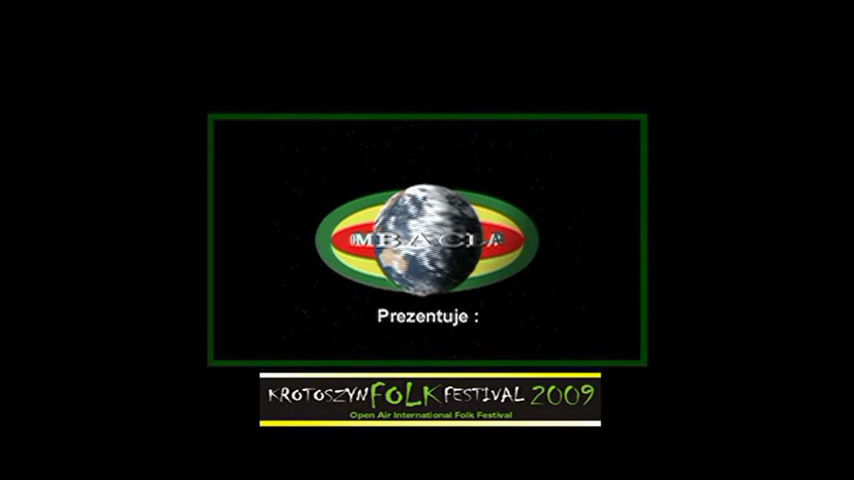 OMBACLA
Prezentuje :
KROTOSZYN FOLK FESTIVAL 2009
Open Air International Folk Festival